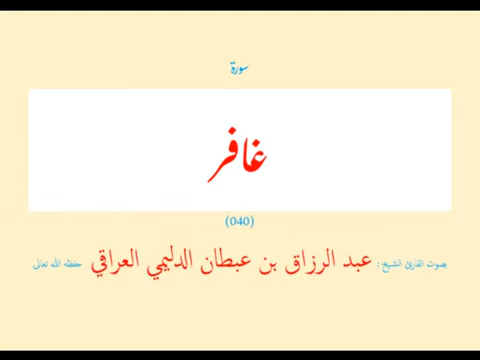 سورة
غافر
(040)
بصوت القارئ الشيخ : عبد الرزاق بن عبطان الدليمي العراقي حفظه الله تعالى